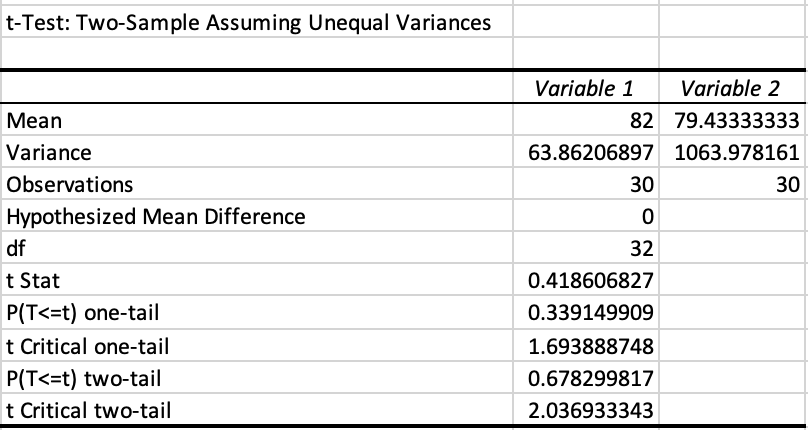 t-Test: Two-Sample Assuming Unequal Variances
Variable 1 Variable 2
Mean 82 79.43333333
Variance 63.86206897 1063.978161
Observations 30 30
Hypothesized Mean Difference 0
df 32
t Stat 0.418606827
P(T<=t) one-tail 0.339149909
t Critical one-tail 1.693888748
P(T<=t) two-tail 0.678299817
t Critical two-tail 2.036933343